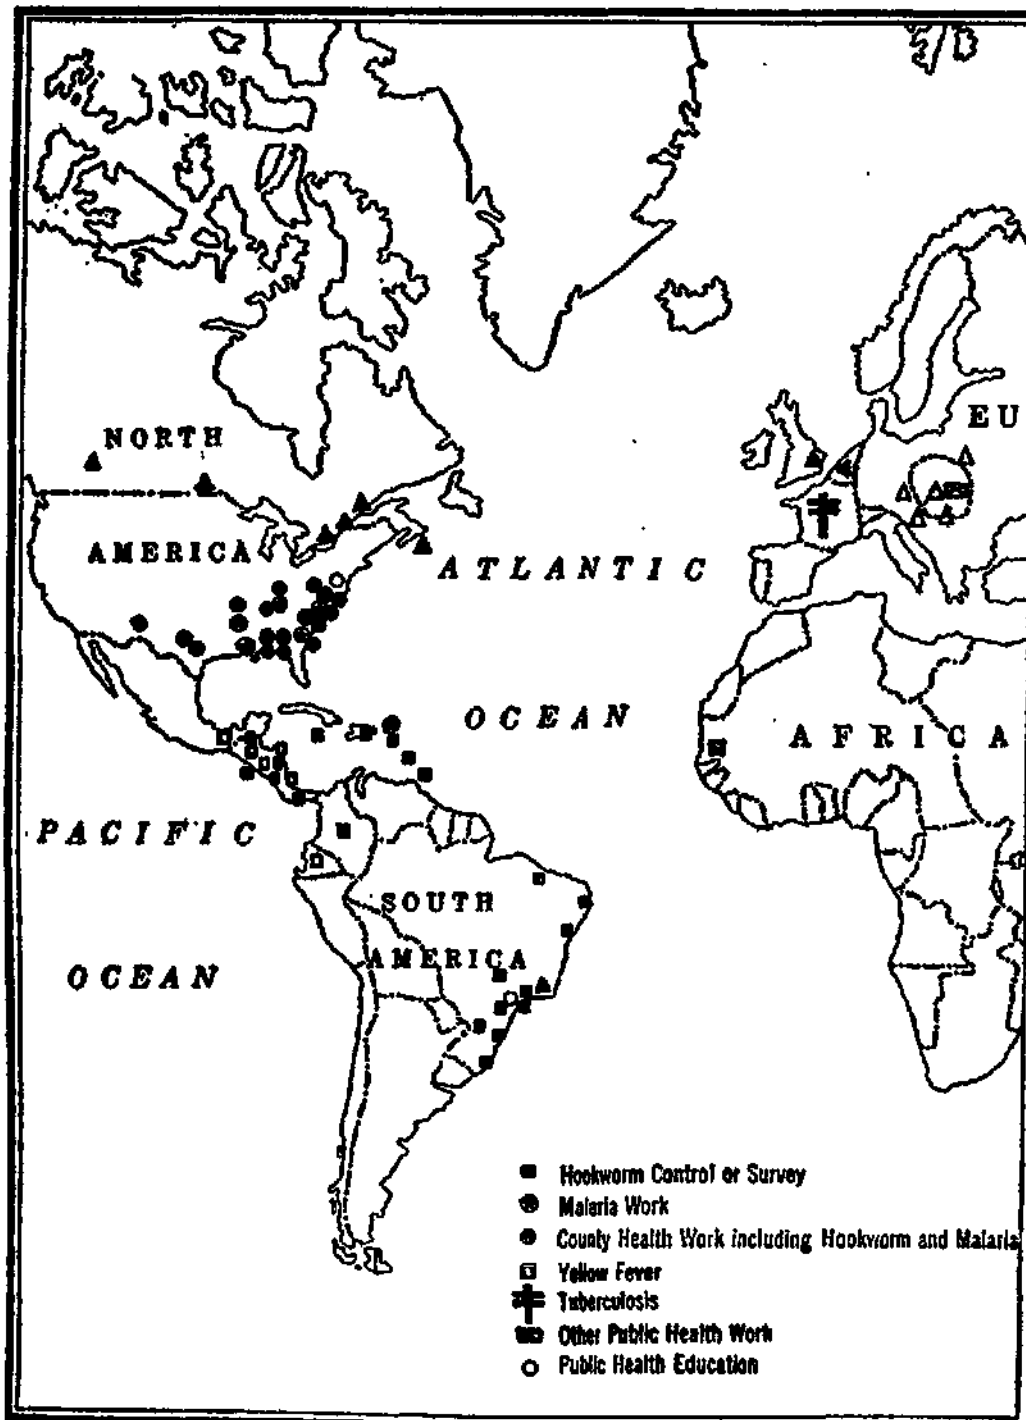 NORTH
EU
AMERICA
ATLANTIC
OCEAN
AFRICA
PACIFIC
SOUTH
AMERICA
OCEAN
Hookworm Control or Survey
Malaria Work
County Health Work including Hookworm and Malaria
Yellow Fever
Tuberculosis
Other Public Health Work
Public Health Education